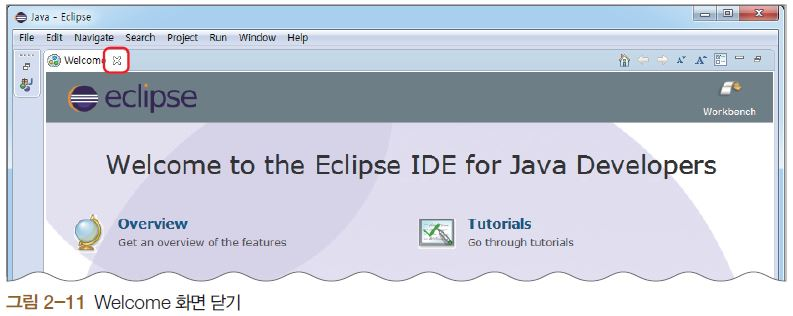 Java - Eclipse
File Edit Navigate Search Project Run Window Help
Welcome
eclipse
Workbench
Welcome to the Eclipse IDE for Java Developers
Overview
Get an overview of the features
Tutorials
Go through tutorials
그림 2-11 Welcome 화면 닫기